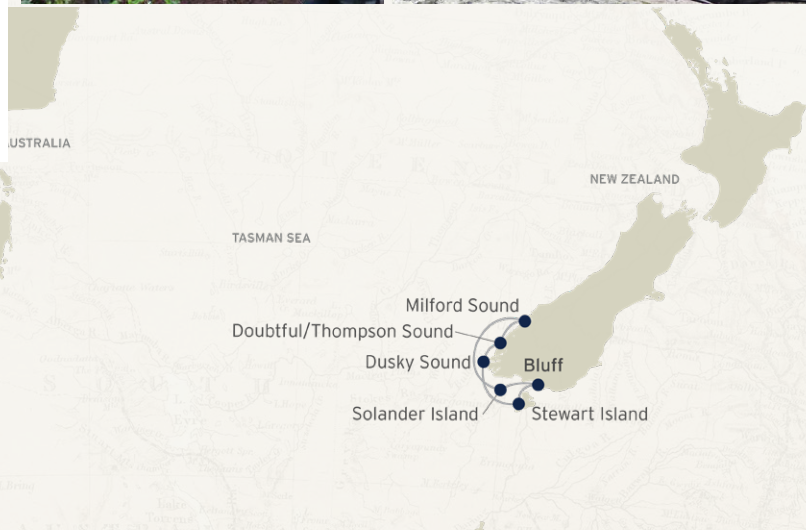 AUSTRALIA
NEW ZEALAND
TASMAN SEA
Milford Sound
Doubtful/Thompson Sound
Dusky Sound
Bluff
Solander Island
Stewart Island